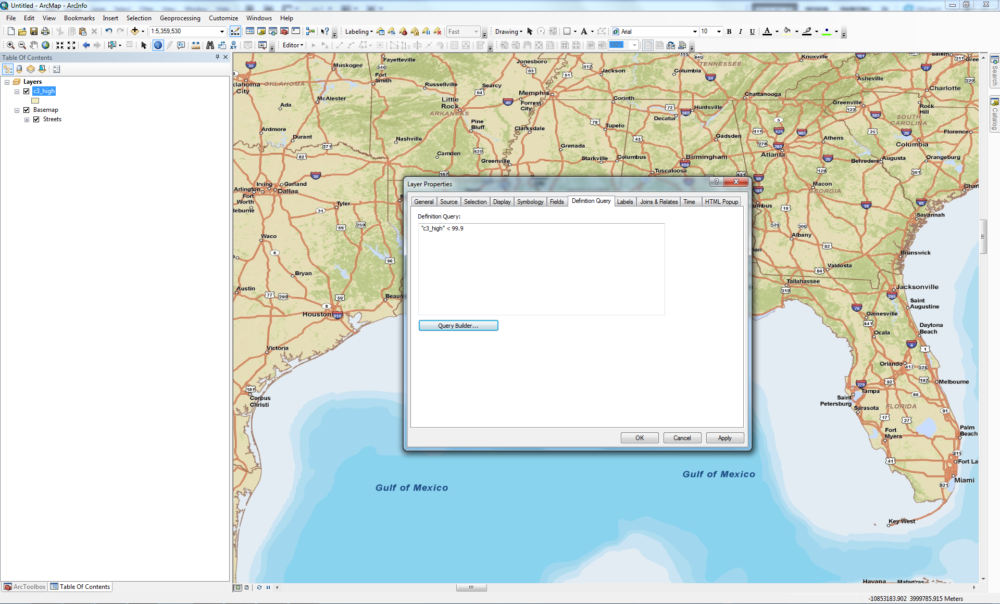 Untitled - ArcMap - ArcInfo
File Edit View Bookmarks Insert Selection Geoprocessing Customize Windows Help
1:5,359,530 Labeling Fast Drawing Arial 10 B I U A
Editor 100%
Table Of Contents
Layers
c3_high
Basemap
Streets
Search
Catalog
Layer Properties
General Source Selection Display Symbology Fields Definition Query Labels Joins & Relates Time HTML Popup
Definition Query:
"c3_high" < 99.9
Query Builder...
OK Cancel Apply
Fayetteville
Muskogee
Fort Smith
OKLAHOMA
McAlester
Ada
Ardmore
Durant
Russellville
Searcy
Little Rock
ARKANSAS
Pine Bluff
Nashville
Camden
Jonesboro
Memphis
Forrest City
Clarksdale
Greenville
Grenada
Jackson
Corinth
Tupelo
Starkville
Columbus
Columbia
TENNESSEE
Huntsville
Decatur
Gadsden
Birmingham
Tuscaloosa
Knoxville
Chattanooga
Asheville
Charlotte
Greenville
Rock Hill
SOUTH CAROLINA
Florence
Columbia
Athens
Atlanta
Belvedere
Augusta
Orangeburg
Macon
GEORGIA
Savannah
Albany
Brunswick
Valdosta
Tallahassee
Jacksonville
Saint Augustine
Gainesville
Ocala
Daytona Beach
Orlando
Melbourne
Tampa
Saint Petersburg
Sarasota
FLORIDA
Fort Myers
Palm Beach
Miami
Key West
Irving
Garland
Arlington
Dallas
Fort Worth
Tyler
Waco
Bryan
Austin
Houston
Victoria
Corpus Christi
Gulf of Mexico
Gulf of Mexico
Havana
Matanzas
ArcToolbox Table Of Contents
-10853183.902 3999785.915 Meters